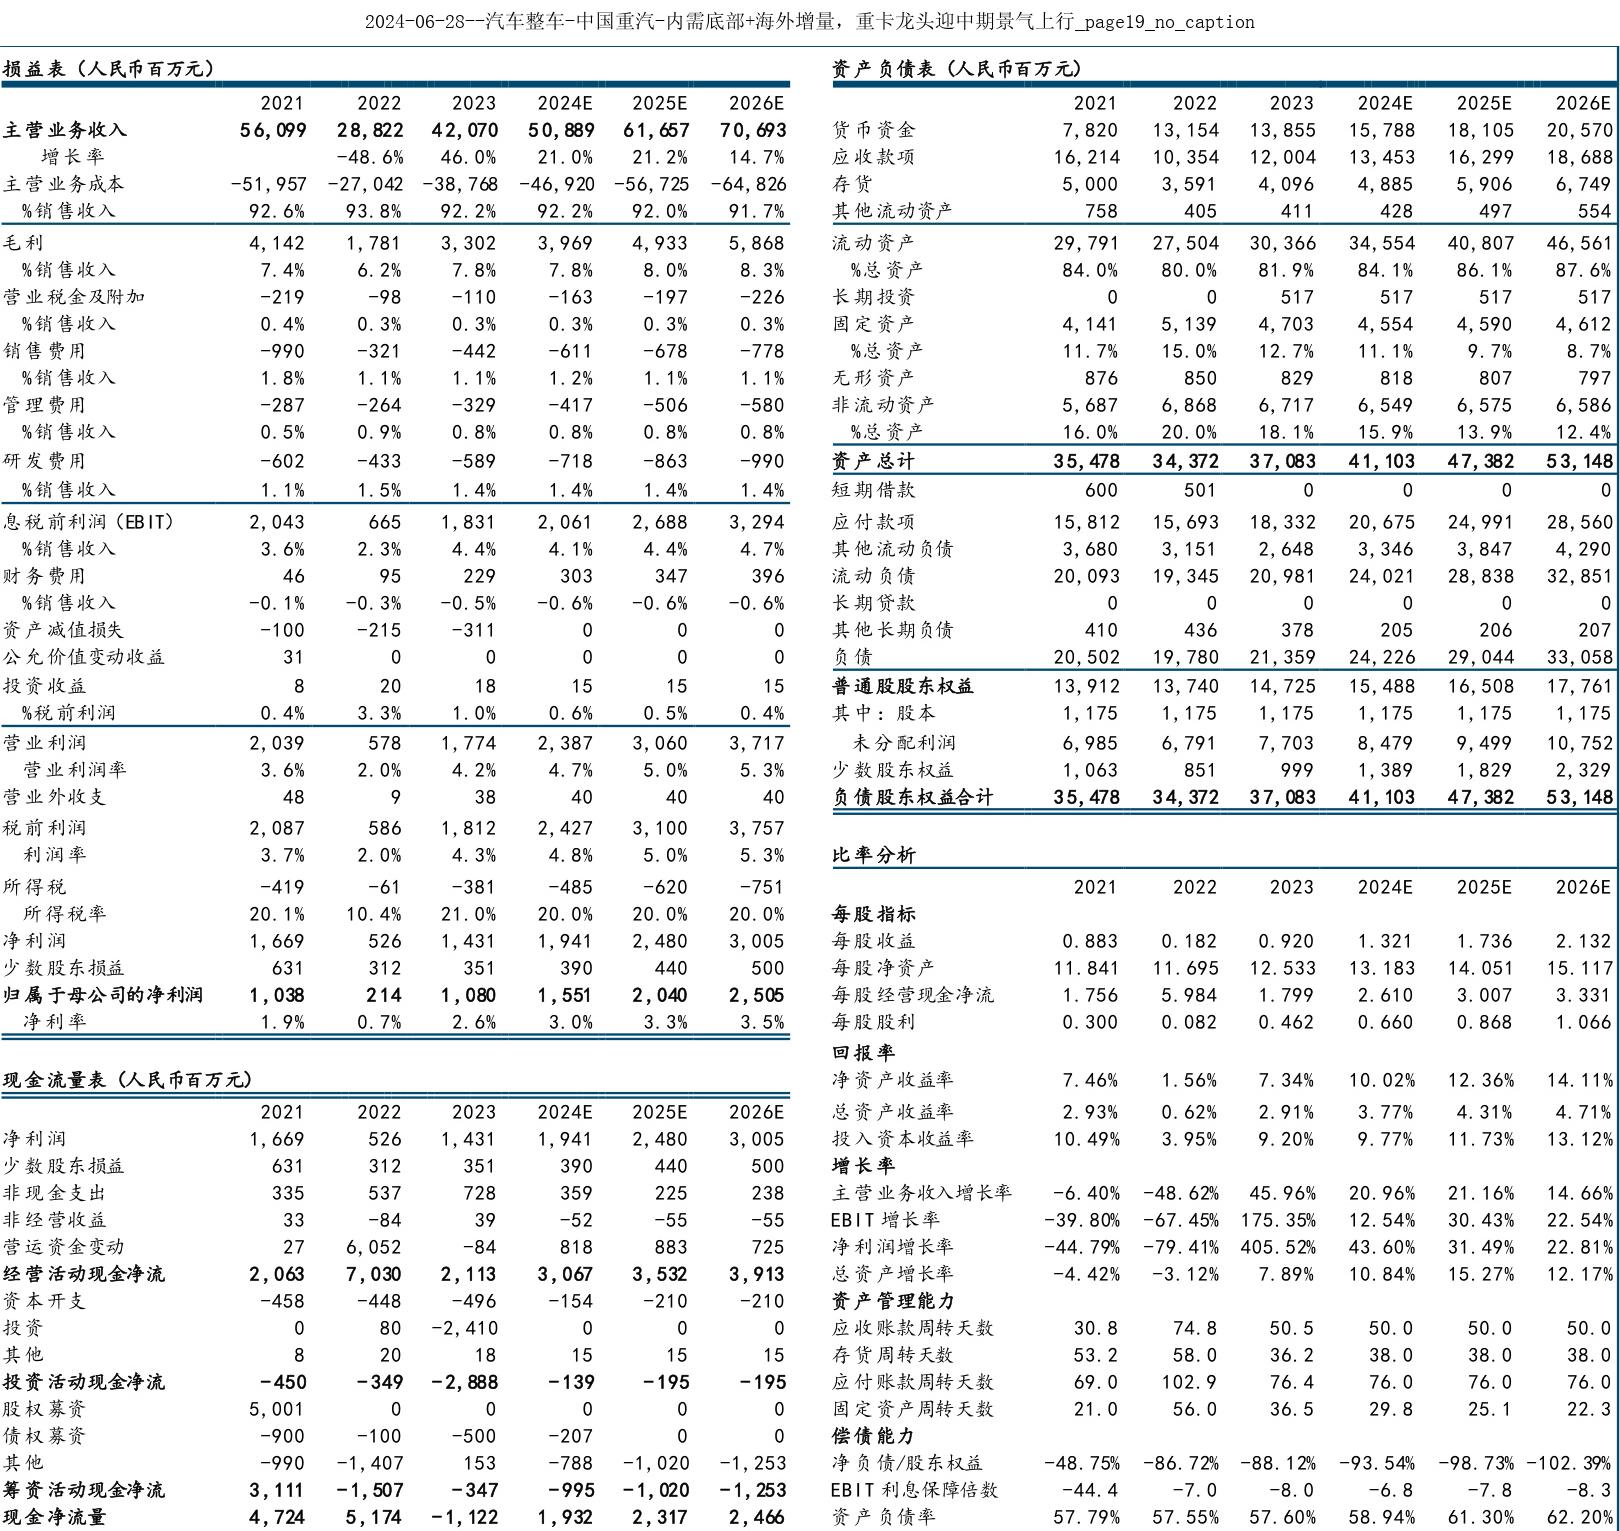 2024-06-28--汽车整车-中国重汽-内需底部+海外增量，重卡龙头迎中期景气上行_page19_no_caption
损益表（人民币百万元）
2021 2022 2023 2024E 2025E 2026E
主营业务收入 56,099 28,822 42,070 50,889 61,657 70,693
增长率 -48.6% 46.0% 21.0% 21.2% 14.7%
主营业务成本 -51,957 -27,042 -38,768 -46,920 -56,725 -64,826
%销售收入 92.6% 93.8% 92.2% 92.2% 92.0% 91.7%
毛利 4,142 1,781 3,302 3,969 4,933 5,868
%销售收入 7.4% 6.2% 7.8% 7.8% 8.0% 8.3%
营业税金及附加 -219 -98 -110 -163 -197 -226
%销售收入 0.4% 0.3% 0.3% 0.3% 0.3% 0.3%
销售费用 -990 -321 -442 -611 -678 -778
%销售收入 1.8% 1.1% 1.1% 1.2% 1.1% 1.1%
管理费用 -287 -264 -329 -417 -506 -580
%销售收入 0.5% 0.9% 0.8% 0.8% 0.8% 0.8%
研发费用 -602 -433 -589 -718 -863 -990
%销售收入 1.1% 1.5% 1.4% 1.4% 1.4% 1.4%
息税前利润（EBIT） 2,043 665 1,831 2,061 2,688 3,294
%销售收入 3.6% 2.3% 4.4% 4.1% 4.4% 4.7%
财务费用 46 95 229 303 347 396
%销售收入 -0.1% -0.3% -0.5% -0.6% -0.6% -0.6%
资产减值损失 -100 -215 -311 0 0 0
公允价值变动收益 31 0 0 0 0 0
投资收益 8 20 18 15 15 15
%税前利润 0.4% 3.3% 1.0% 0.6% 0.5% 0.4%
营业利润 2,039 578 1,774 2,387 3,060 3,717
营业利润率 3.6% 2.0% 4.2% 4.7% 5.0% 5.3%
营业外收支 48 9 38 40 40 40
税前利润 2,087 586 1,812 2,427 3,100 3,757
利润率 3.7% 2.0% 4.3% 4.8% 5.0% 5.3%
所得税 -419 -61 -381 -485 -620 -751
所得税率 20.1% 10.4% 21.0% 20.0% 20.0% 20.0%
净利润 1,669 526 1,431 1,941 2,480 3,005
少数股东损益 631 312 351 390 440 500
归属于母公司的净利润 1,038 214 1,080 1,551 2,040 2,505
净利率 1.9% 0.7% 2.6% 3.0% 3.3% 3.5%
现金流量表（人民币百万元）
2021 2022 2023 2024E 2025E 2026E
净利润 1,669 526 1,431 1,941 2,480 3,005
少数股东损益 631 312 351 390 440 500
非现金支出 335 537 728 359 225 238
非经营收益 33 -84 39 -52 -55 -55
营运资金变动 27 6,052 -84 818 883 725
经营活动现金净流 2,063 7,030 2,113 3,067 3,532 3,913
资本开支 -458 -448 -496 -154 -210 -210
投资 0 80 -2,410 0 0 0
其他 8 20 18 15 15 15
投资活动现金净流 -450 -349 -2,888 -139 -195 -195
股权募资 5,001 0 0 0 0 0
债权募资 -900 -100 -500 -207 0 0
其他 -990 -1,407 153 -788 -1,020 -1,253
筹资活动现金净流 3,111 -1,507 -347 -995 -1,020 -1,253
现金净流量 4,724 5,174 -1,122 1,932 2,317 2,466
资产负债表（人民币百万元）
2021 2022 2023 2024E 2025E 2026E
货币资金 7,820 13,154 13,855 15,788 18,105 20,570
应收款项 16,214 10,354 12,004 13,453 16,299 18,688
存货 5,000 3,591 4,096 4,885 5,906 6,749
其他流动资产 758 405 411 428 497 554
流动资产 29,791 27,504 30,366 34,554 40,807 46,561
%总资产 84.0% 80.0% 81.9% 84.1% 86.1% 87.6%
长期投资 0 0 517 517 517 517
固定资产 4,141 5,139 4,703 4,554 4,590 4,612
%总资产 11.7% 15.0% 12.7% 11.1% 9.7% 8.7%
无形资产 876 850 829 818 807 797
非流动资产 5,687 6,868 6,717 6,549 6,575 6,586
%总资产 16.0% 20.0% 18.1% 15.9% 13.9% 12.4%
资产总计 35,478 34,372 37,083 41,103 47,382 53,148
短期借款 600 501 0 0 0 0
应付款项 15,812 15,693 18,332 20,675 24,991 28,560
其他流动负债 3,680 3,151 2,648 3,346 3,847 4,290
流动负债 20,093 19,345 20,981 24,021 28,838 32,851
长期贷款 0 0 0 0 0 0
其他长期负债 410 436 378 205 206 207
负债 20,502 19,780 21,359 24,226 29,044 33,058
普通股股东权益 13,912 13,740 14,725 15,488 16,508 17,761
其中：股本 1,175 1,175 1,175 1,175 1,175 1,175
未分配利润 6,985 6,791 7,703 8,479 9,499 10,752
少数股东权益 1,063 851 999 1,389 1,829 2,329
负债股东权益合计 35,478 34,372 37,083 41,103 47,382 53,148
比率分析
2021 2022 2023 2024E 2025E 2026E
每股指标
每股收益 0.883 0.182 0.920 1.321 1.736 2.132
每股净资产 11.841 11.695 12.533 13.183 14.051 15.117
每股经营现金净流 1.756 5.984 1.799 2.610 3.007 3.331
每股股利 0.300 0.082 0.462 0.660 0.868 1.066
回报率
净资产收益率 7.46% 1.56% 7.34% 10.02% 12.36% 14.11%
总资产收益率 2.93% 0.62% 2.91% 3.77% 4.31% 4.71%
投入资本收益率 10.49% 3.95% 9.20% 9.77% 11.73% 13.12%
增长率
主营业务收入增长率 -6.40% -48.62% 45.96% 20.96% 21.16% 14.66%
EBIT增长率 -39.80% -67.45% 175.35% 12.54% 30.43% 22.54%
净利润增长率 -44.79% -79.41% 405.52% 43.60% 31.49% 22.81%
总资产增长率 -4.42% -3.12% 7.89% 10.84% 15.27% 12.17%
资产管理能力
应收账款周转天数 30.8 74.8 50.5 50.0 50.0 50.0
存货周转天数 53.2 58.0 36.2 38.0 38.0 38.0
应付账款周转天数 69.0 102.9 76.4 76.0 76.0 76.0
固定资产周转天数 21.0 56.0 36.5 29.8 25.1 22.3
偿债能力
净负债/股东权益 -48.75% -86.72% -88.12% -93.54% -98.73% -102.39%
EBIT利息保障倍数 -44.4 -7.0 -8.0 -6.8 -7.8 -8.3
资产负债率 57.79% 57.55% 57.60% 58.94% 61.30% 62.20%